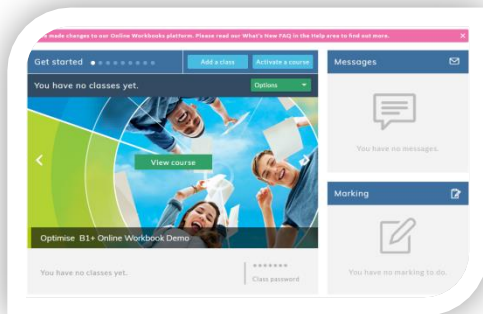 made changes to our Online Workbooks platform. Please read our What's New FAQ in the Help area to find out more.
Get started
Add a class
Activate a course
You have no classes yet.
Options
View course
Optimise B1+ Online Workbook Demo
You have no classes yet.
*******
Class password
Messages
You have no messages.
Marking
You have no marking to do.